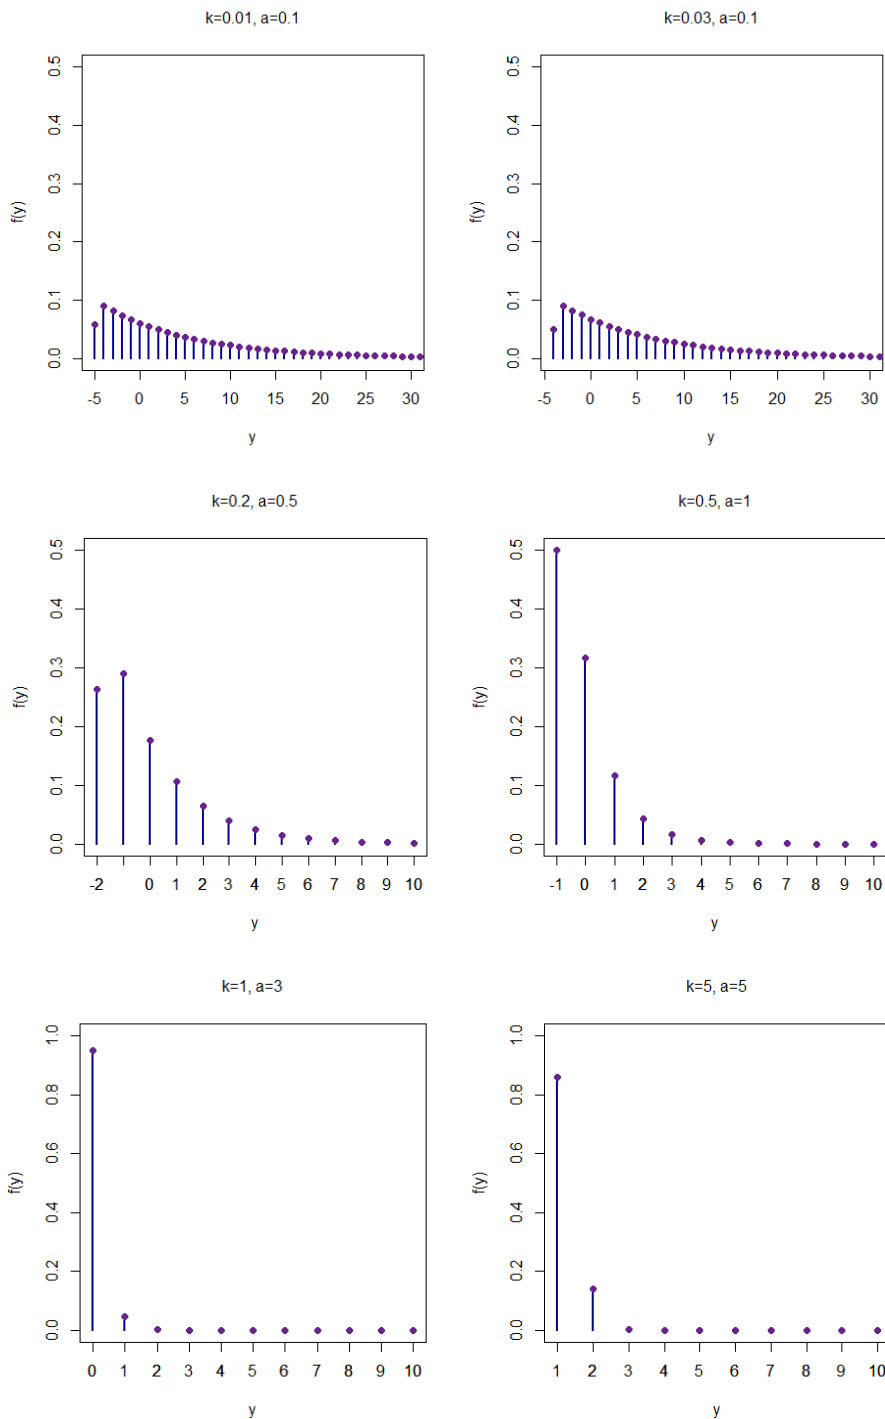 k=0.01, a=0.1
k=0.03, a=0.1
f(y)
0.0 0.1 0.2 0.3 0.4 0.5
-5 0 5 10 15 20 25 30
y
f(y)
0.0 0.1 0.2 0.3 0.4 0.5
-5 0 5 10 15 20 25 30
y
k=0.2, a=0.5
k=0.5, a=1
f(y)
0.0 0.1 0.2 0.3 0.4 0.5
-2 0 1 2 3 4 5 6 7 8 9 10
y
f(y)
0.0 0.1 0.2 0.3 0.4 0.5
-1 0 1 2 3 4 5 6 7 8 9 10
y
k=1, a=3
k=5, a=5
f(y)
0.0 0.2 0.4 0.6 0.8 1.0
0 1 2 3 4 5 6 7 8 9 10
y
f(y)
0.0 0.2 0.4 0.6 0.8 1.0
1 2 3 4 5 6 7 8 9 10
y